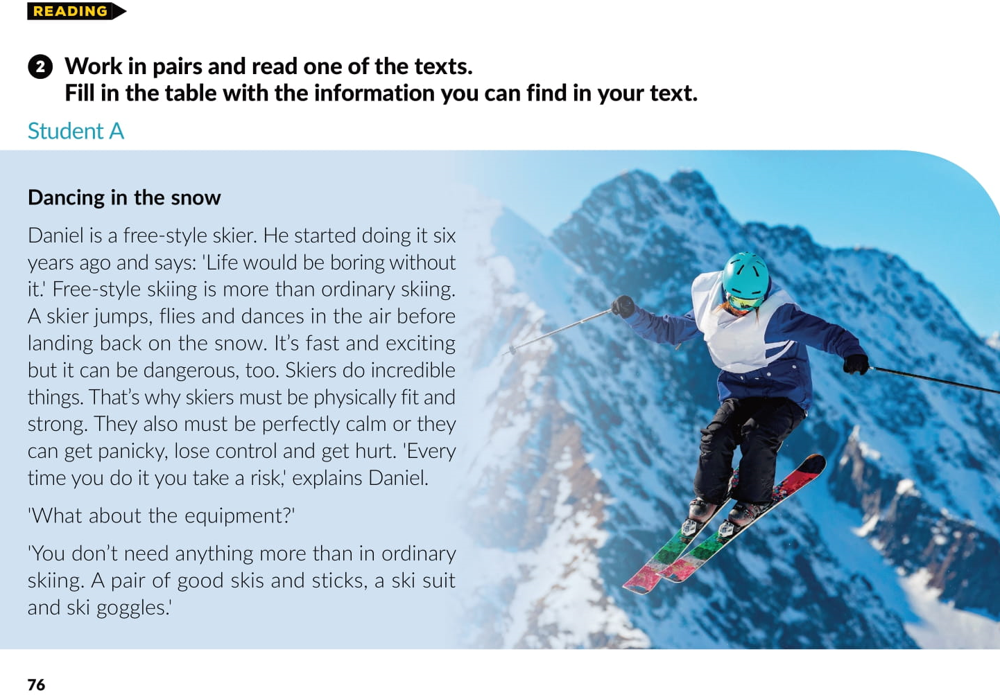 READING
2 Work in pairs and read one of the texts.
Fill in the table with the information you can find in your text.
Student A
Dancing in the snow
Daniel is a free-style skier. He started doing it six
years ago and says: 'Life would be boring without
it.' Free-style skiing is more than ordinary skiing.
A skier jumps, flies and dances in the air before
landing back on the snow. It's fast and exciting
but it can be dangerous, too. Skiers do incredible
things. That's why skiers must be physically fit and
strong. They also must be perfectly calm or they
can get panicky, lose control and get hurt. 'Every
time you do it you take a risk,' explains Daniel.
'What about the equipment?'
'You don't need anything more than in ordinary
skiing. A pair of good skis and sticks, a ski suit
and ski goggles.'
76